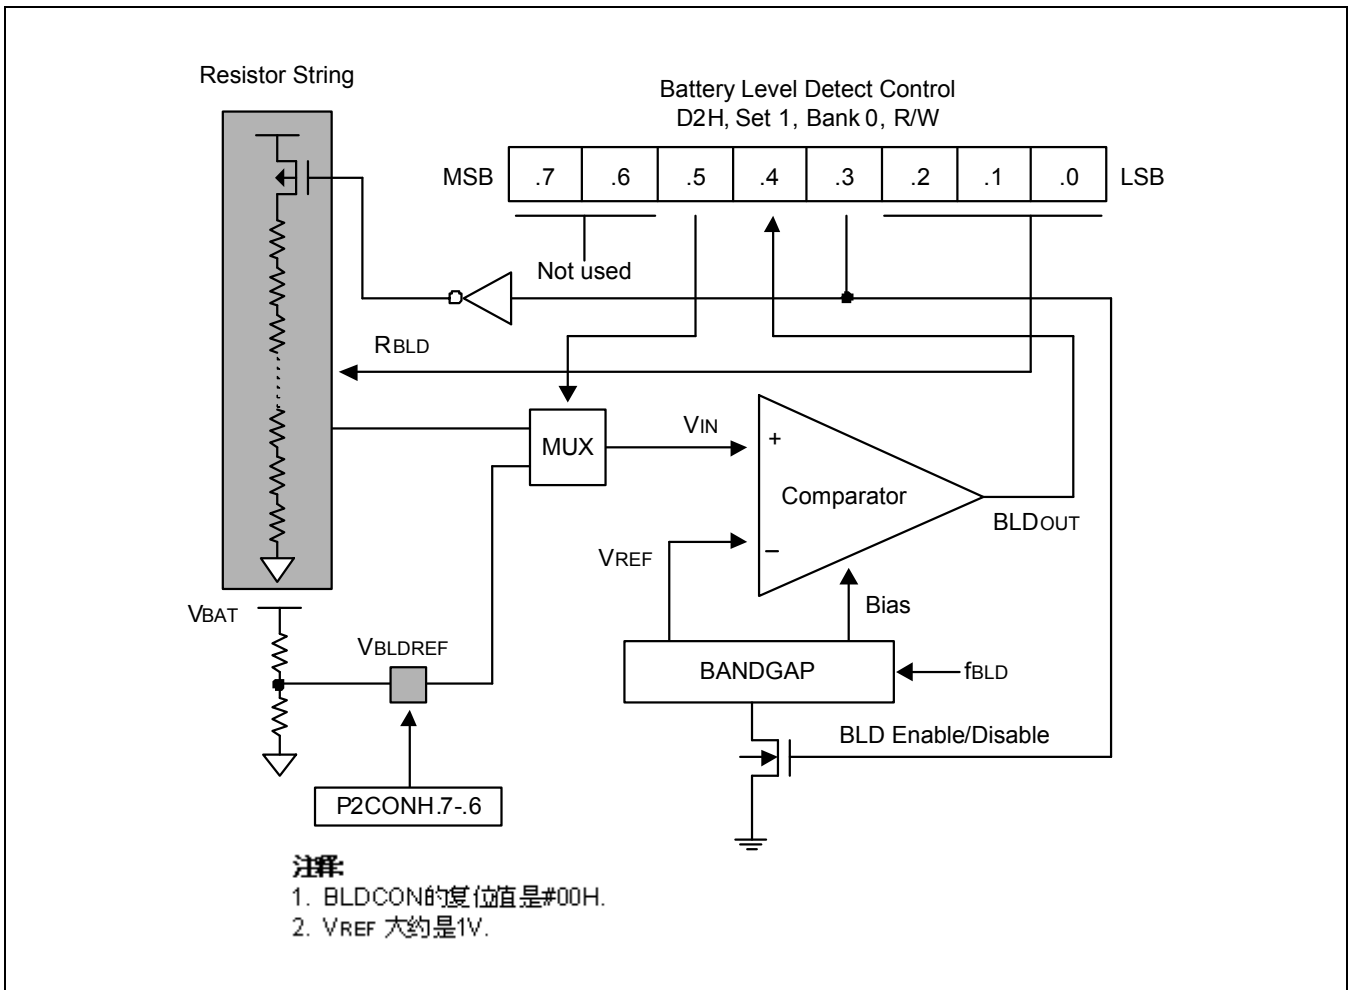 Resistor String
Battery Level Detect Control
D2H, Set 1, Bank 0, R/W
MSB .7 .6 .5 .4 .3 .2 .1 .0 LSB
Not used
RBLD
MUX
VIN
+
Comparator
BLDOUT
VREF
−
Bias
VBAT
VBLDREF
BANDGAP
fBLD
BLD Enable/Disable
P2CONH.7-.6
注释:
1. BLDCON的复位值是#00H.
2. VREF 大约是1V.